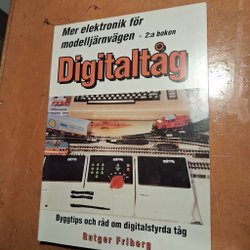 Mer elektronik för
modelljärnvägen - 2:a boken
Digitaltåg
Byggtips och råd om digitalstyrda tåg
Rutger Friberg